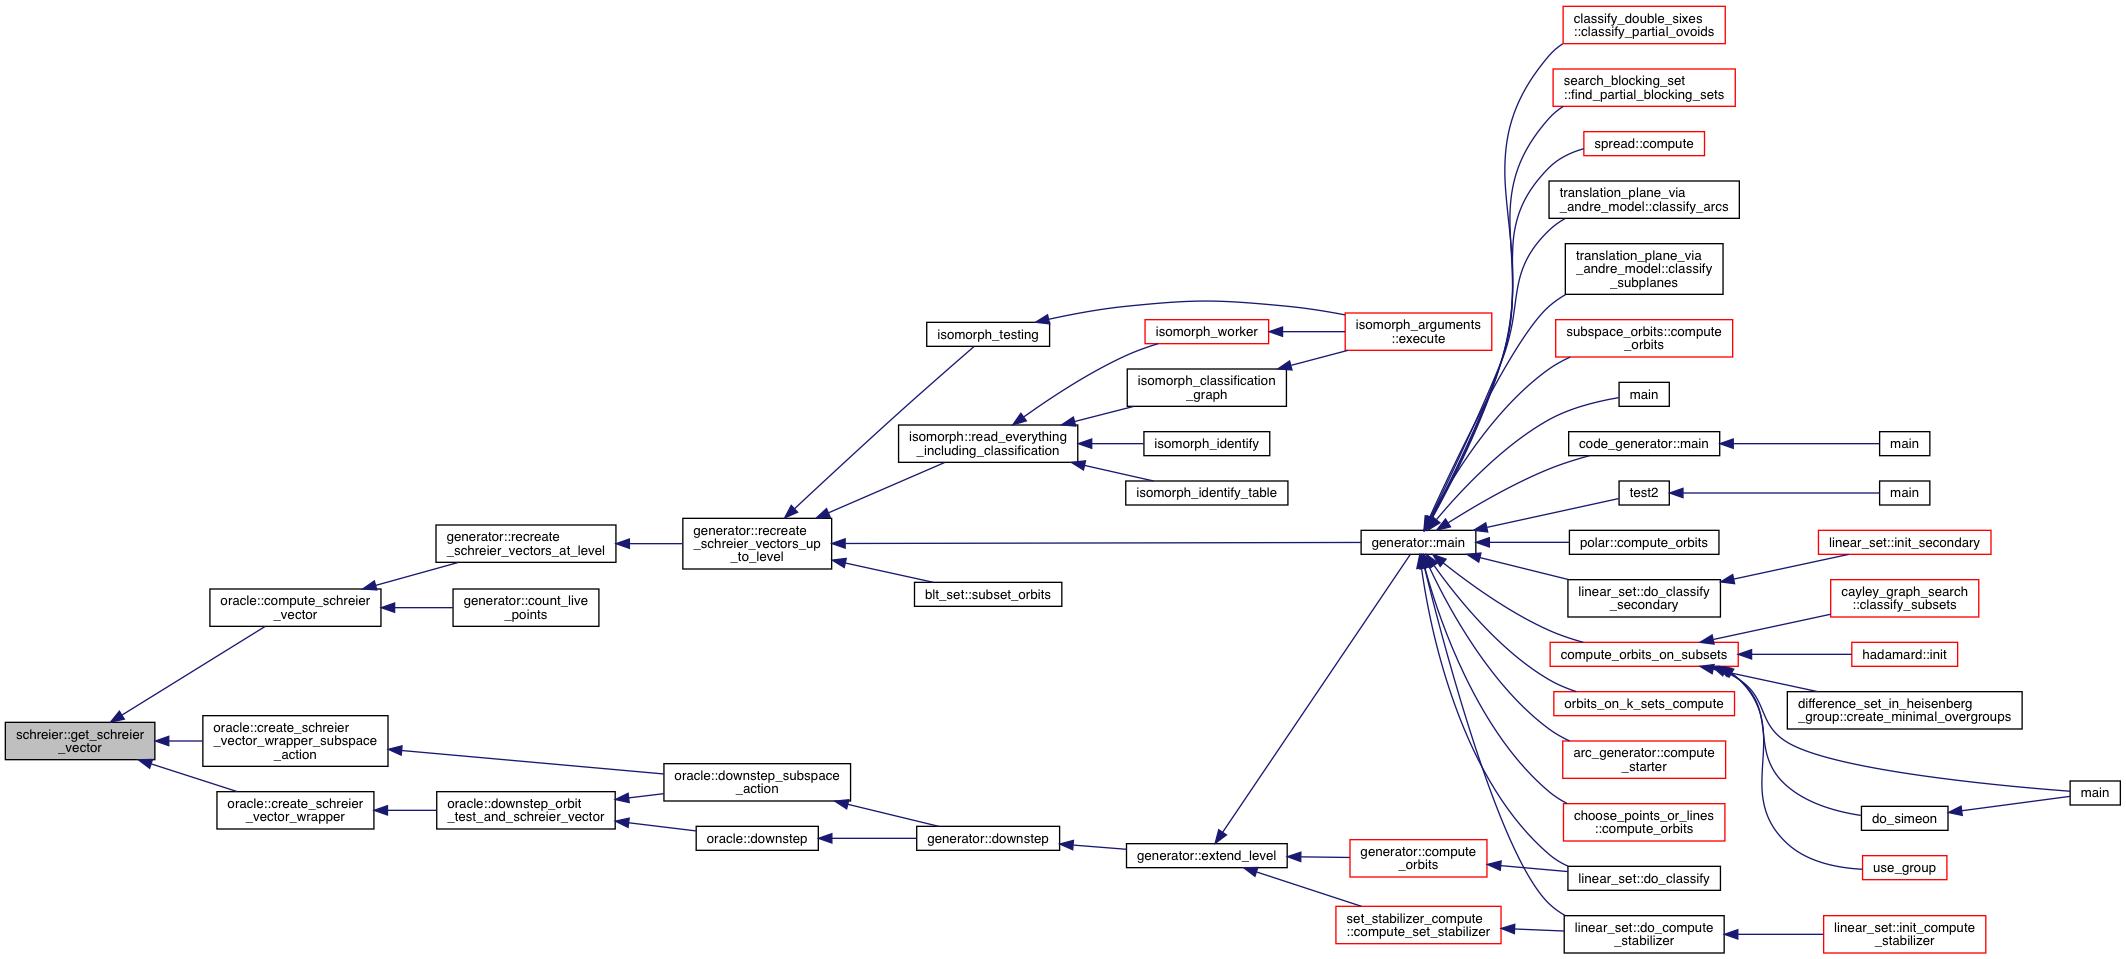 classify_double_sixes
::classify_partial_ovoids
search_blocking_set
::find_partial_blocking_sets
spread::compute
translation_plane_via
_andre_model::classify_arcs
translation_plane_via
_andre_model::classify
_subplanes
isomorph_testing
isomorph_worker
isomorph_arguments
::execute
subspace_orbits::compute
_orbits
isomorph_classification
_graph
main
isomorph::read_everything
_including_classification
isomorph_identify
code_generator::main
main
isomorph_identify_table
test2
main
generator::recreate
_schreier_vectors_at_level
generator::recreate
_schreier_vectors_up
_to_level
generator::main
polar::compute_orbits
linear_set::init_secondary
oracle::compute_schreier
_vector
generator::count_live
_points
blt_set::subset_orbits
linear_set::do_classify
_secondary
cayley_graph_search
::classify_subsets
compute_orbits_on_subsets
hadamard::init
orbits_on_k_sets_compute
difference_set_in_heisenberg
_group::create_minimal_overgroups
schreier::get_schreier
_vector
oracle::create_schreier
_vector_wrapper_subspace
_action
arc_generator::compute
_starter
oracle::downstep_subspace
_action
main
oracle::create_schreier
_vector_wrapper
oracle::downstep_orbit
_test_and_schreier_vector
choose_points_or_lines
::compute_orbits
do_simeon
oracle::downstep
generator::downstep
generator::extend_level
generator::compute
_orbits
linear_set::do_classify
use_group
set_stabilizer_compute
::compute_set_stabilizer
linear_set::do_compute
_stabilizer
linear_set::init_compute
_stabilizer